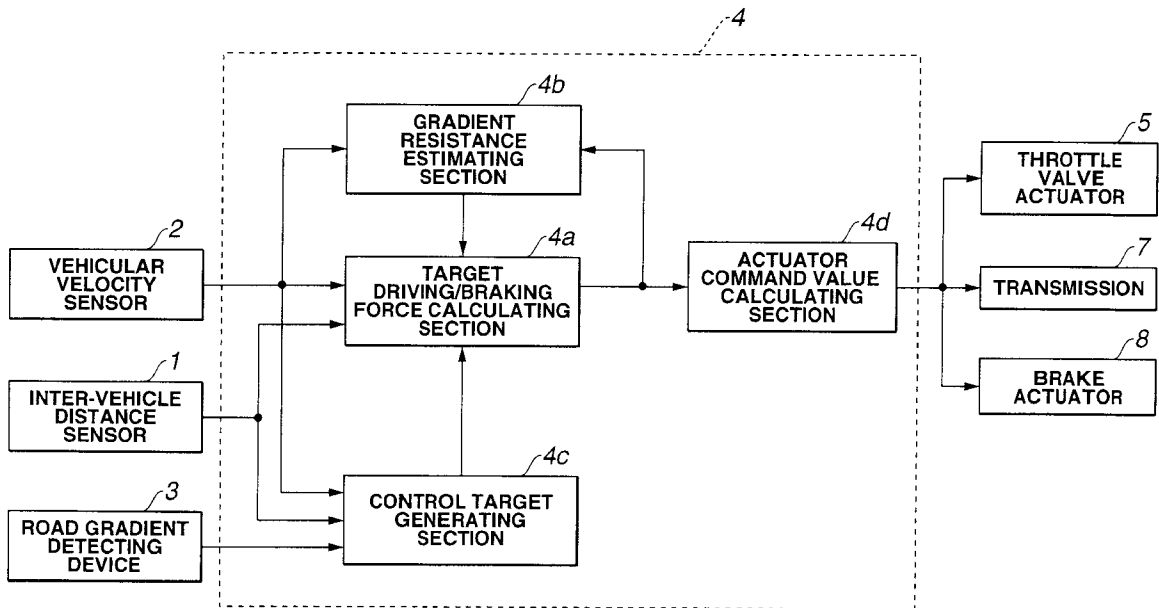 4
4b
GRADIENT
RESISTANCE
ESTIMATING
SECTION
5
THROTTLE
VALVE
ACTUATOR
2
VEHICULAR
VELOCITY
SENSOR
4a
TARGET
DRIVING/BRAKING
FORCE CALCULATING
SECTION
4d
ACTUATOR
COMMAND VALUE
CALCULATING
SECTION
7
TRANSMISSION
1
INTER-VEHICLE
DISTANCE
SENSOR
8
BRAKE
ACTUATOR
4c
CONTROL TARGET
GENERATING
SECTION
3
ROAD GRADIENT
DETECTING
DEVICE